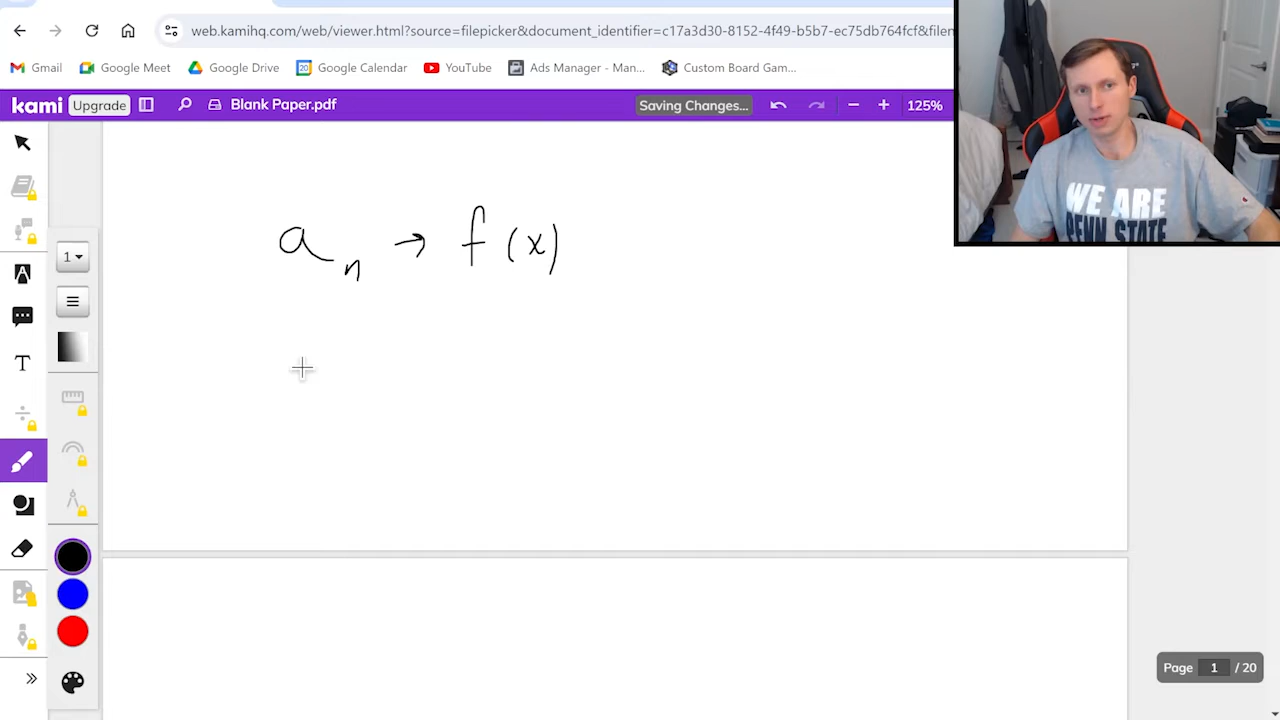 web.kamihq.com/web/viewer.html?source=filepicker&document_identifier=c17a3d30-8152-4f49-b5b7-ec75db764fcf&filen
Gmail Google Meet Google Drive Google Calendar YouTube Ads Manager - Man... Custom Board Gam...
kami Upgrade Blank Paper.pdf Saving Changes... 125%
a_n → f(x)
1
T
WE ARE
PENN STATE
Page 1 / 20